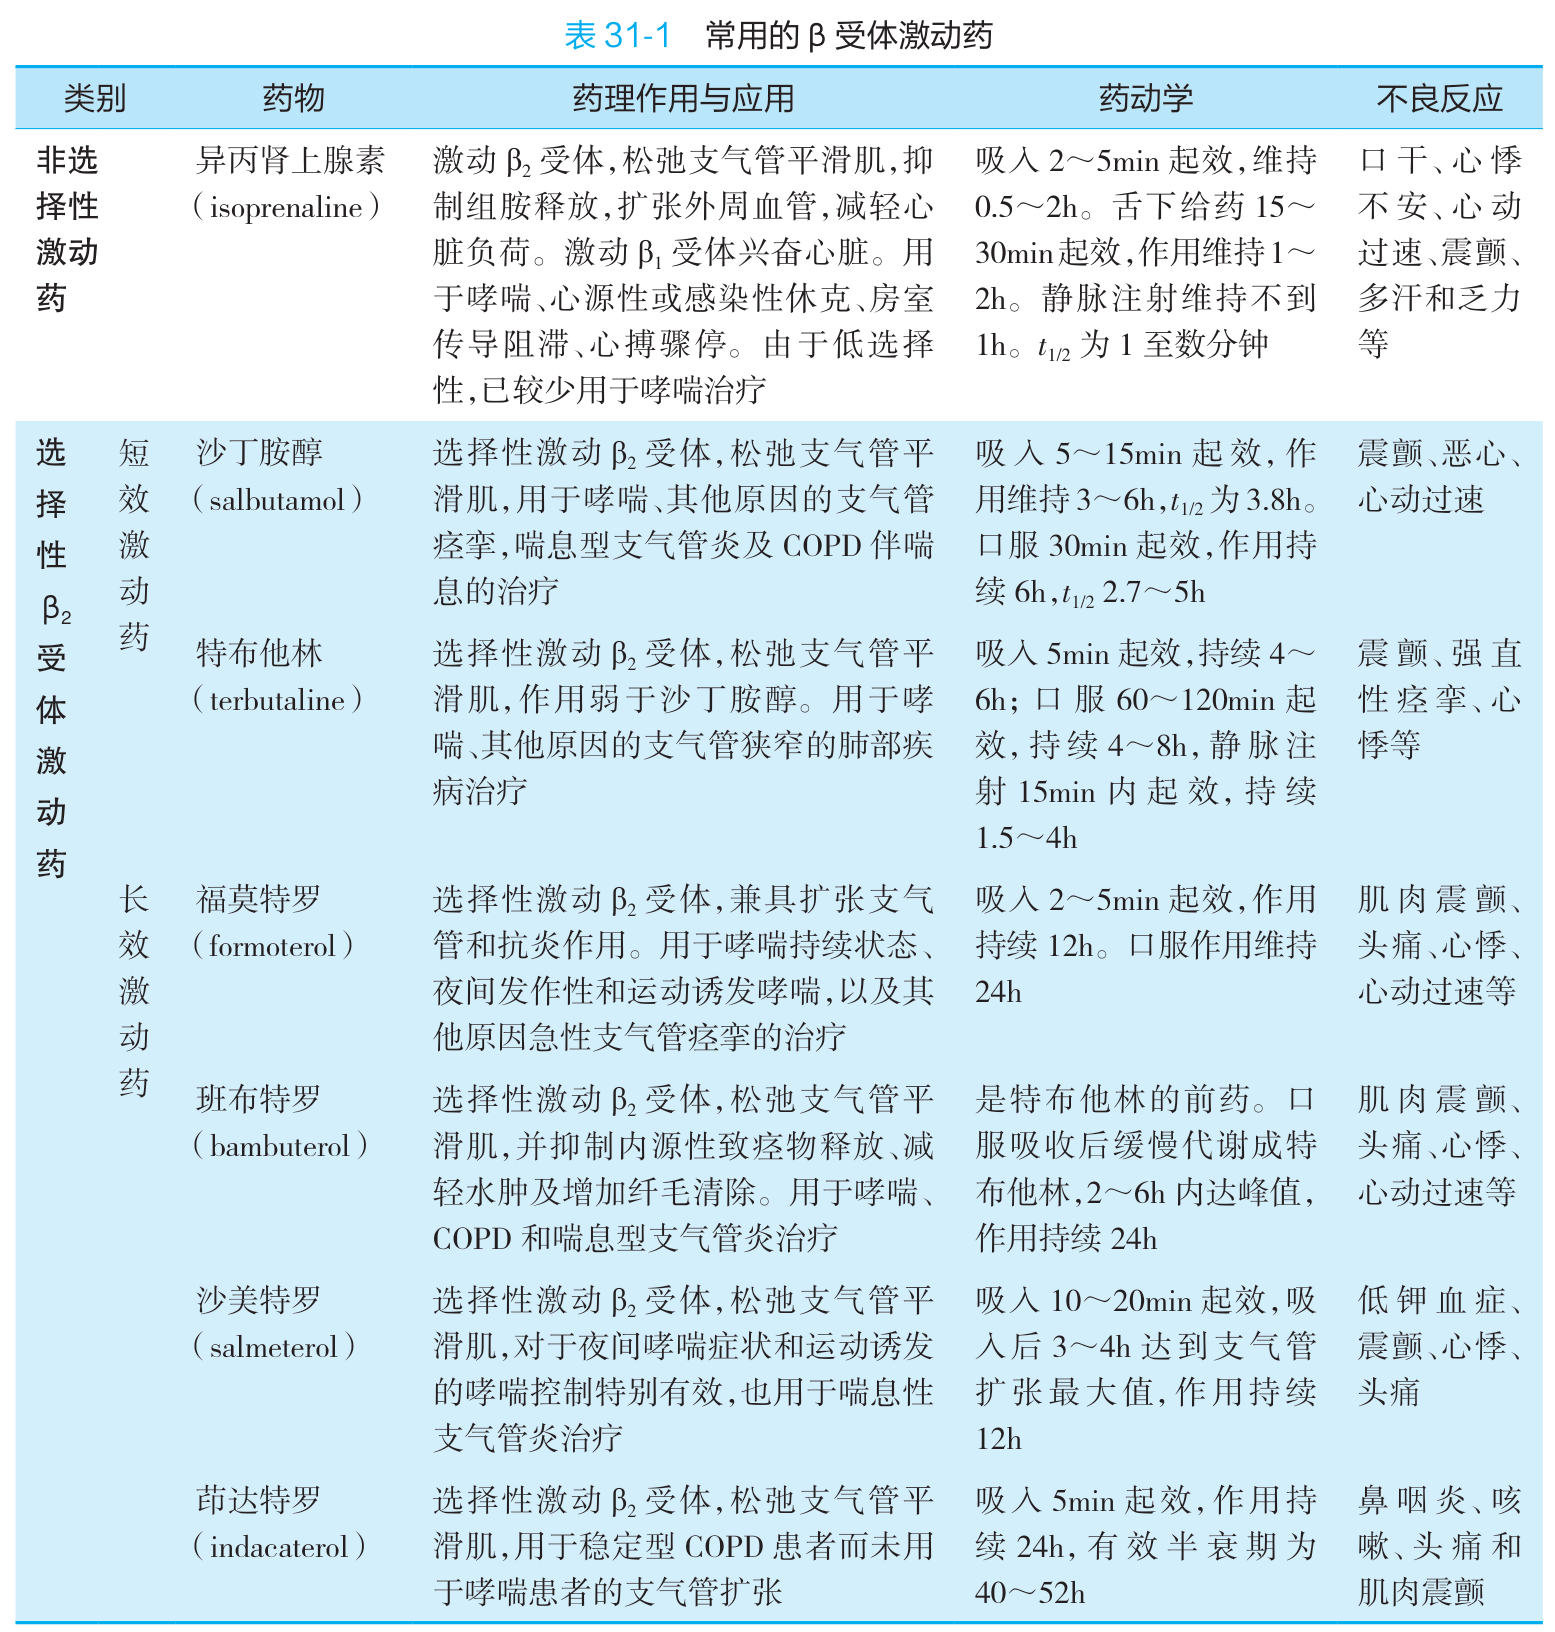 表 31-1 常用的 β 受体激动药
类别 药物 药理作用与应用 药动学 不良反应
非选
择性
激动
药
异丙肾上腺素
（isoprenaline）
激动 β2 受体，松弛支气管平滑肌，抑
制组胺释放，扩张外周血管，减轻心
脏负荷。激动 β1 受体兴奋心脏。用
于哮喘、心源性或感染性休克、房室
传导阻滞、心搏骤停。由于低选择
性，已较少用于哮喘治疗
吸入 2～5min 起效，维持
0.5～2h。舌下给药 15～
30min起效，作用维持1～
2h。静脉注射维持不到
1h。t1/2 为 1 至数分钟
口干、心悸
不安、心动
过速、震颤、
多汗和乏力
等
选
择
性
β2
受
体
激
动
药
短
效
激
动
药
沙丁胺醇
（salbutamol）
选择性激动 β2 受体，松弛支气管平
滑肌，用于哮喘、其他原因的支气管
痉挛，喘息型支气管炎及 COPD 伴喘
息的治疗
吸入 5～15min 起效，作
用维持3～6h，t1/2为3.8h。
口服 30min 起效，作用持
续 6h，t1/2 2.7～5h
震颤、恶心、
心动过速
特布他林
（terbutaline）
选择性激动 β2 受体，松弛支气管平
滑肌，作用弱于沙丁胺醇。用于哮
喘、其他原因的支气管狭窄的肺部疾
病治疗
吸入 5min 起效，持续 4～
6h；口服 60～120min 起
效，持续 4～8h，静脉注
射 15min 内起效，持续
1.5～4h
震颤、强直
性痉挛、心
悸等
长
效
激
动
药
福莫特罗
（formoterol）
选择性激动 β2 受体，兼具扩张支气
管和抗炎作用。用于哮喘持续状态、
夜间发作性和运动诱发哮喘，以及其
他原因急性支气管痉挛的治疗
吸入 2～5min 起效，作用
持续 12h。口服作用维持
24h
肌肉震颤、
头痛、心悸、
心动过速等
班布特罗
（bambuterol）
选择性激动 β2 受体，松弛支气管平
滑肌，并抑制内源性致痉物释放、减
轻水肿及增加纤毛清除。用于哮喘、
COPD 和喘息型支气管炎治疗
是特布他林的前药。口
服吸收后缓慢代谢成特
布他林，2～6h 内达峰值，
作用持续 24h
肌肉震颤、
头痛、心悸、
心动过速等
沙美特罗
（salmeterol）
选择性激动 β2 受体，松弛支气管平
滑肌，对于夜间哮喘症状和运动诱发
的哮喘控制特别有效，也用于喘息性
支气管炎治疗
吸入 10～20min 起效，吸
入后 3～4h 达到支气管
扩张最大值，作用持续
12h
低钾血症、
震颤、心悸、
头痛
茚达特罗
（indacaterol）
选择性激动 β2 受体，松弛支气管平
滑肌，用于稳定型 COPD 患者而未用
于哮喘患者的支气管扩张
吸入 5min 起效，作用持
续 24h，有效半衰期为
40～52h
鼻咽炎、咳
嗽、头痛和
肌肉震颤